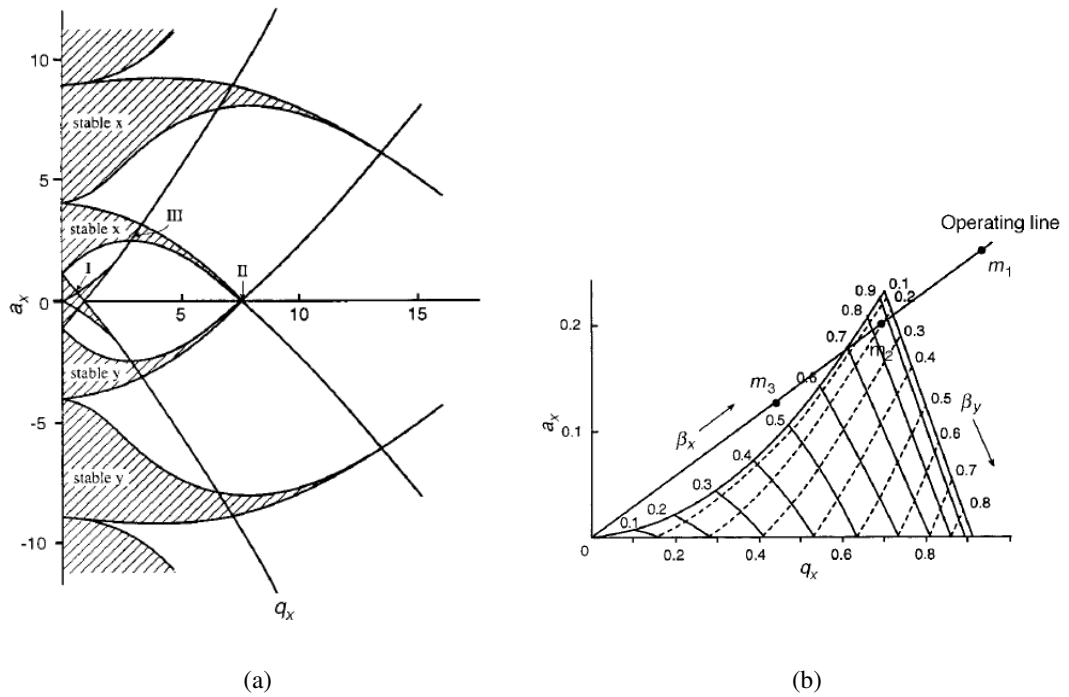 10
stable x
5
stable x
III
I
II
0
5
10
15
a_x
stable y
-5
stable y
-10
q_x
(a)
Operating line
m_1
0.1
0.9
0.2
0.8
0.2
0.3
0.7
m_2
0.4
m_3
0.6
a_x
0.1
β_x
0.5
0.5
β_y
0.4
0.6
0.3
0.7
0.2
0.8
0.1
0
0.2
0.4
0.6
0.8
q_x
(b)